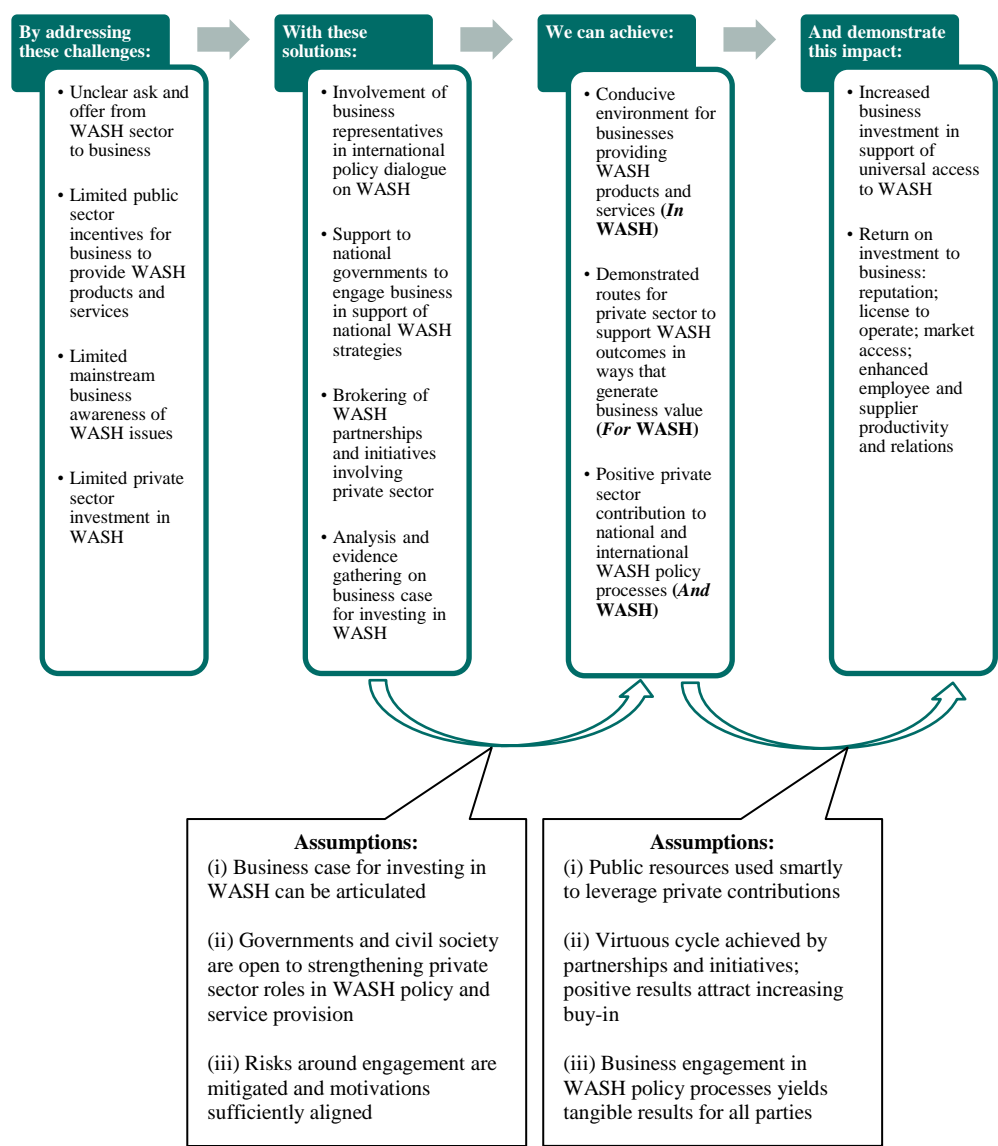 By addressing
these challenges:
• Unclear ask and
offer from
WASH sector
to business
• Limited public
sector
incentives for
business to
provide WASH
products and
services
• Limited
mainstream
business
awareness of
WASH issues
• Limited private
sector
investment in
WASH
With these
solutions:
• Involvement of
business
representatives
in international
policy dialogue
on WASH
• Support to
national
governments to
engage business
in support of
national WASH
strategies
• Brokering of
WASH
partnerships
and initiatives
involving
private sector
• Analysis and
evidence
gathering on
business case
for investing in
WASH
We can achieve:
• Conducive
environment for
businesses
providing
WASH
products and
services (In
WASH)
• Demonstrated
routes for
private sector to
support WASH
outcomes in
ways that
generate
business value
(For WASH)
• Positive private
sector
contribution to
national and
international
WASH policy
processes (And
WASH)
And demonstrate
this impact:
• Increased
business
investment in
support of
universal access
to WASH
• Return on
investment to
business:
reputation;
license to
operate; market
access;
enhanced
employee and
supplier
productivity
and relations
Assumptions:
(i) Business case for investing in
WASH can be articulated
(ii) Governments and civil society
are open to strengthening private
sector roles in WASH policy and
service provision
(iii) Risks around engagement are
mitigated and motivations
sufficiently aligned
Assumptions:
(i) Public resources used smartly
to leverage private contributions
(ii) Virtuous cycle achieved by
partnerships and initiatives;
positive results attract increasing
buy-in
(iii) Business engagement in
WASH policy processes yields
tangible results for all parties